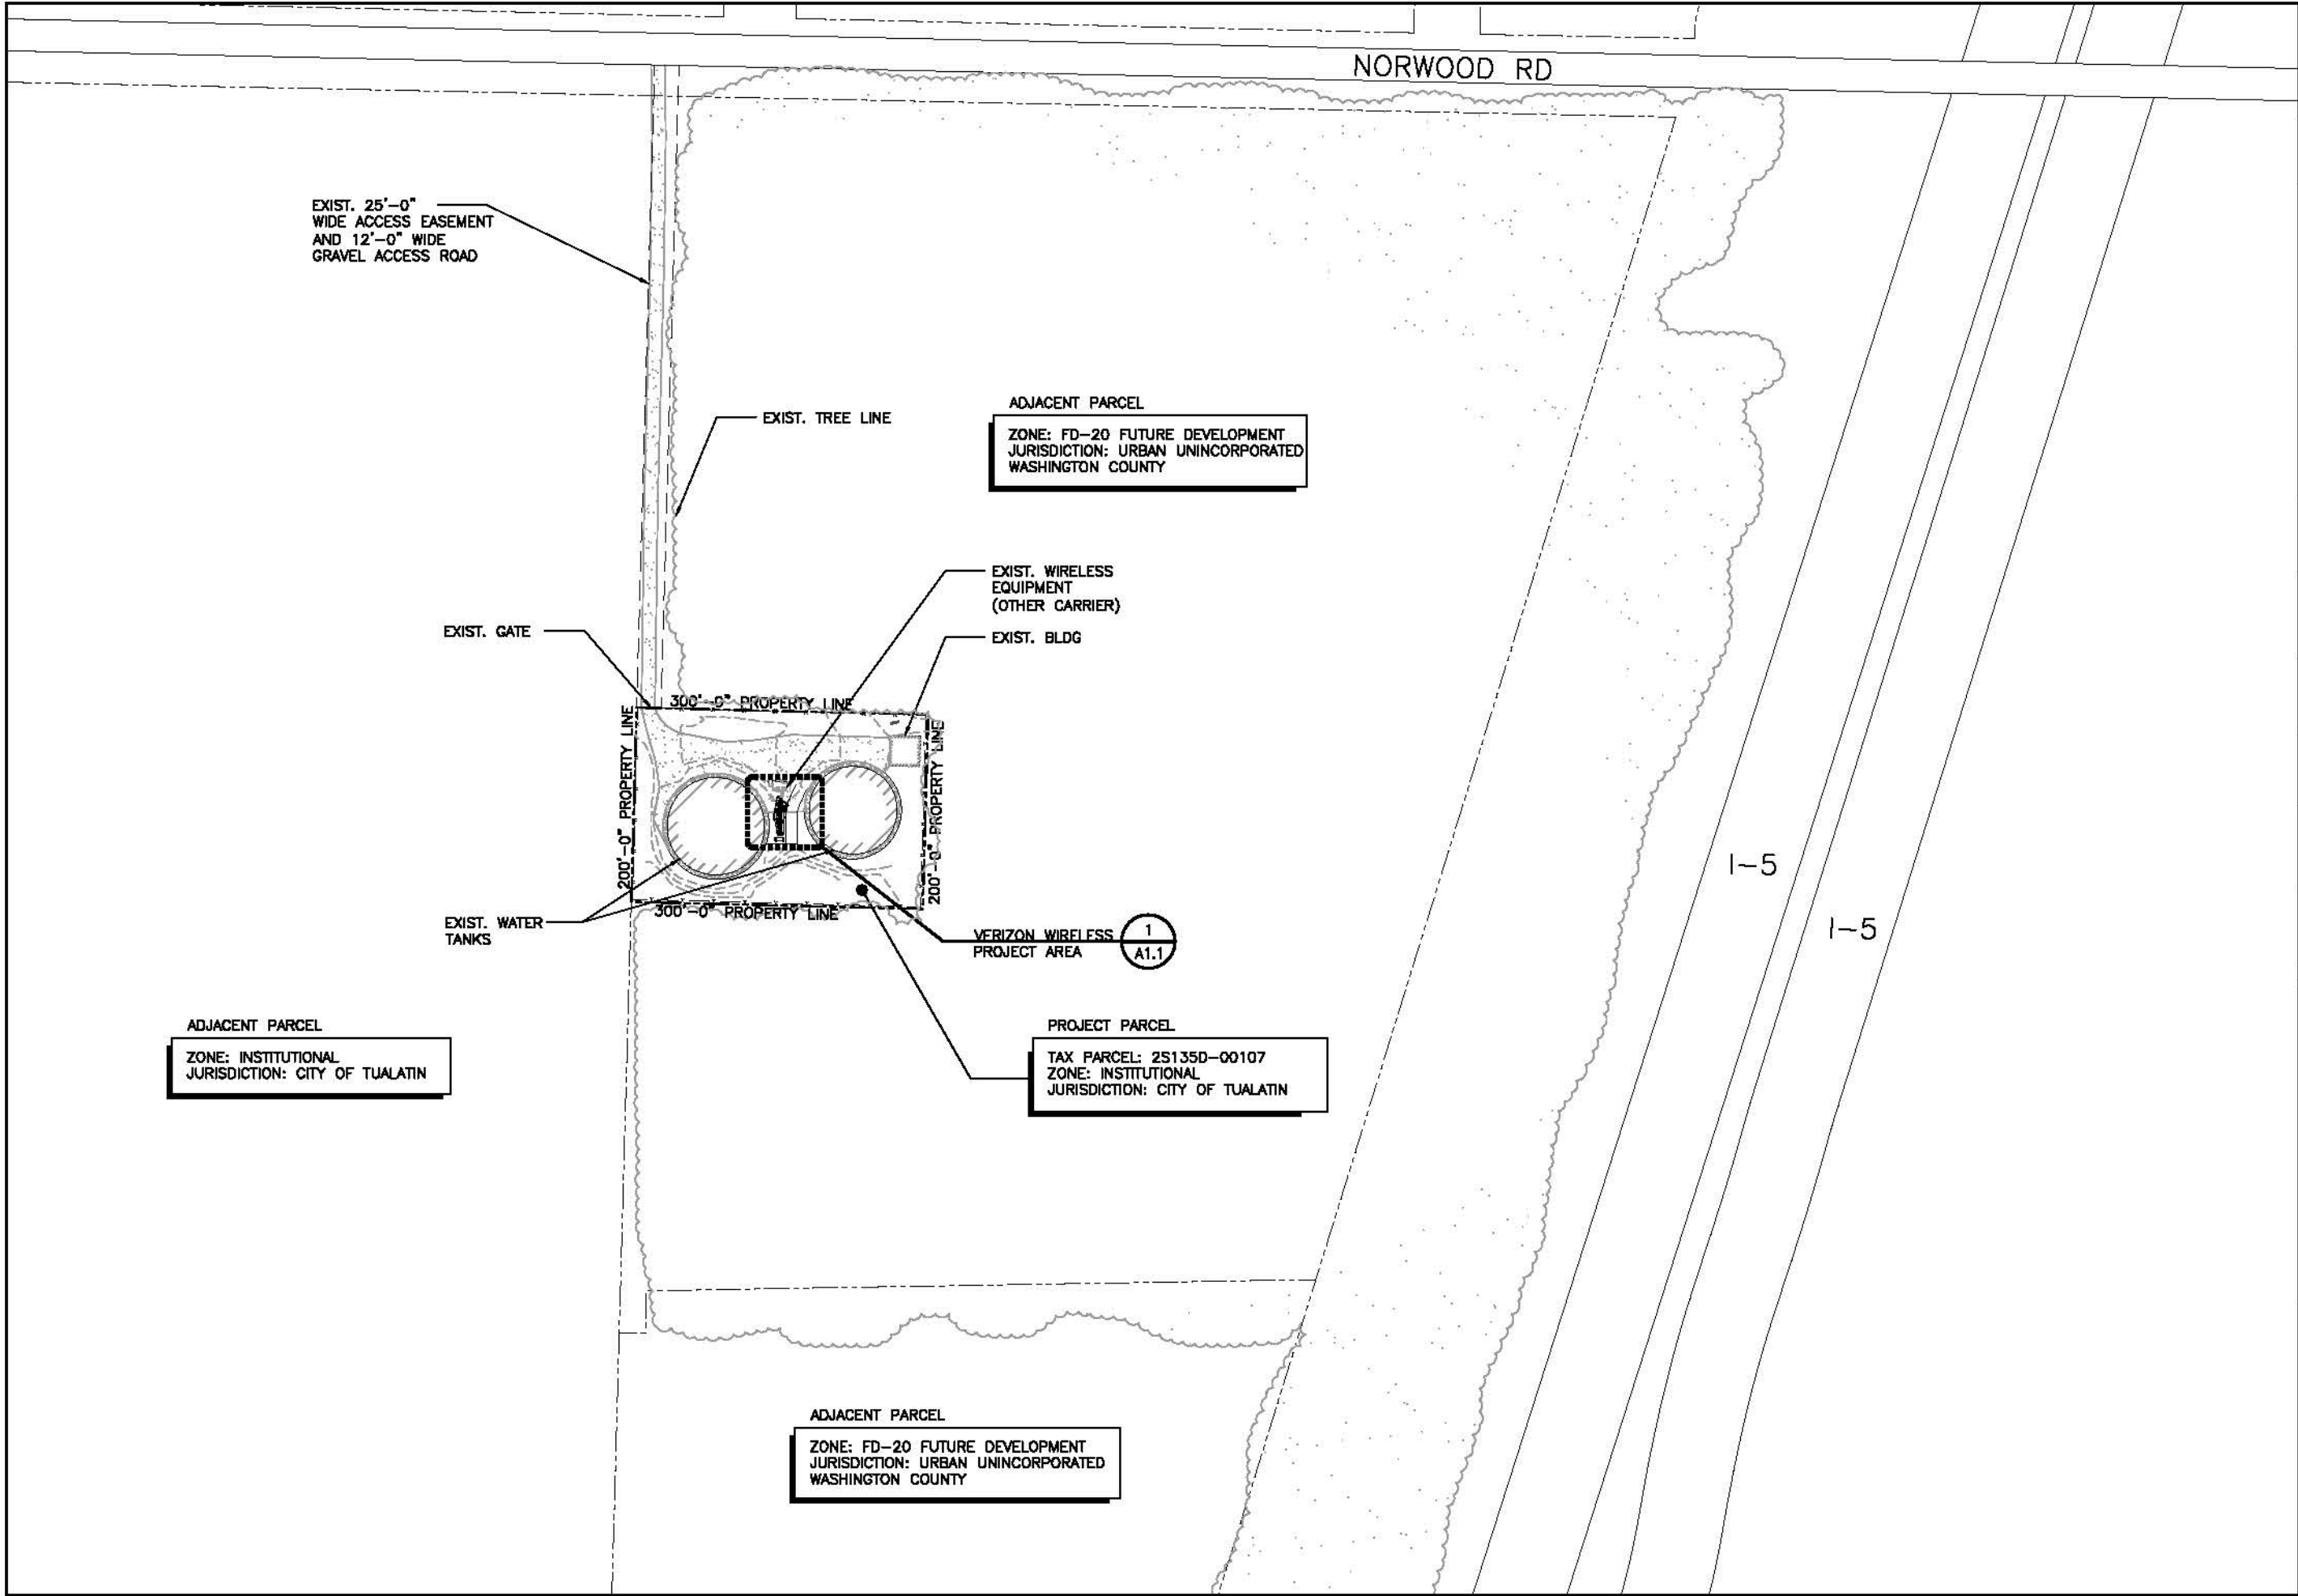 NORWOOD RD
EXIST. 25'-0"
WIDE ACCESS EASEMENT
AND 12'-0" WIDE
GRAVEL ACCESS ROAD
EXIST. TREE LINE
ADJACENT PARCEL
ZONE: FD-20 FUTURE DEVELOPMENT
JURISDICTION: URBAN UNINCORPORATED
WASHINGTON COUNTY
EXIST. WIRELESS
EQUIPMENT
(OTHER CARRIER)
EXIST. GATE
EXIST. BLDG
300'-0" PROPERTY LINE
200'-0" PROPERTY LINE
200'-0" PROPERTY LINE
300'-0" PROPERTY LINE
I-5
I-5
EXIST. WATER
TANKS
VERIZON WIRELESS
PROJECT AREA
1
A1.1
ADJACENT PARCEL
ZONE: INSTITUTIONAL
JURISDICTION: CITY OF TUALATIN
PROJECT PARCEL
TAX PARCEL: 2S135D-00107
ZONE: INSTITUTIONAL
JURISDICTION: CITY OF TUALATIN
ADJACENT PARCEL
ZONE: FD-20 FUTURE DEVELOPMENT
JURISDICTION: URBAN UNINCORPORATED
WASHINGTON COUNTY